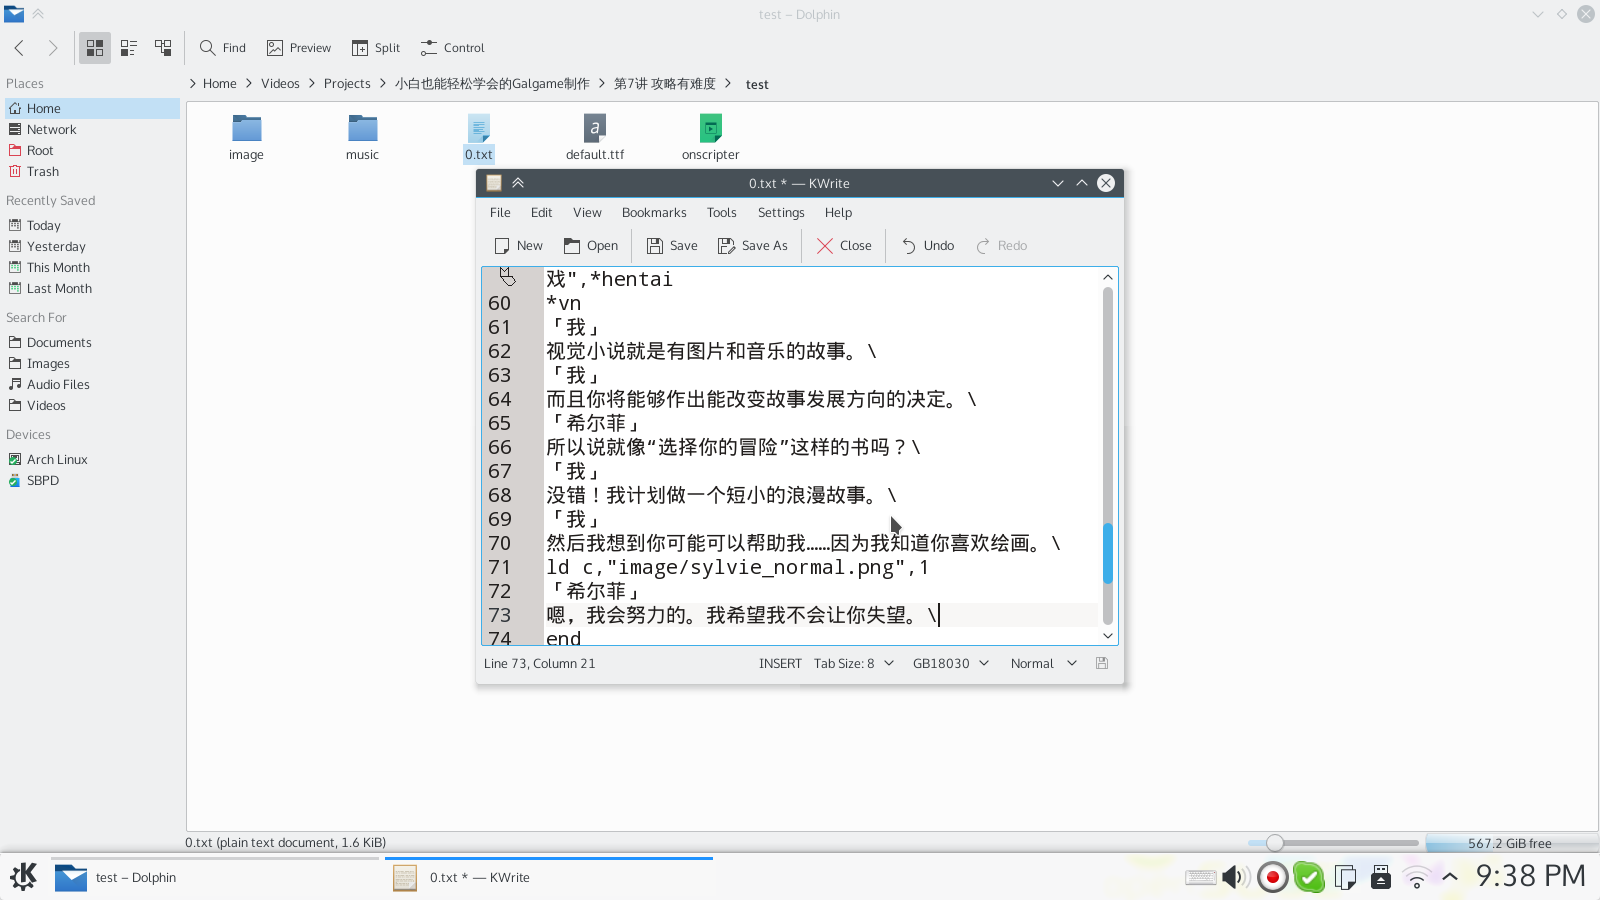 test – Dolphin
Find
Preview
Split
Control
Places
Home
Network
Root
Trash
Recently Saved
Today
Yesterday
This Month
Last Month
Search For
Documents
Images
Audio Files
Videos
Devices
Arch Linux
SBPD
Home
Videos
Projects
小白也能轻松学会的Galgame制作
第7讲 攻略有难度
test
image
music
0.txt
default.ttf
onscripter
0.txt * — KWrite
File
Edit
View
Bookmarks
Tools
Settings
Help
New
Open
Save
Save As
Close
Undo
Redo
戏",*hentai
60 *vn
61 「我」
62 视觉小说就是有图片和音乐的故事。\
63 「我」
64 而且你将能够作出能改变故事发展方向的决定。\
65 「希尔菲」
66 所以说就像“选择你的冒险”这样的书吗？\
67 「我」
68 没错！我计划做一个短小的浪漫故事。\
69 「我」
70 然后我想到你可能可以帮助我……因为我知道你喜欢绘画。\
71 ld c,"image/sylvie_normal.png",1
72 「希尔菲」
73 嗯，我会努力的。我希望我不会让你失望。\
74 end
Line 73, Column 21
INSERT
Tab Size: 8
GB18030
Normal
0.txt (plain text document, 1.6 KiB)
567.2 GiB free
test – Dolphin
0.txt * — KWrite
9:38 PM